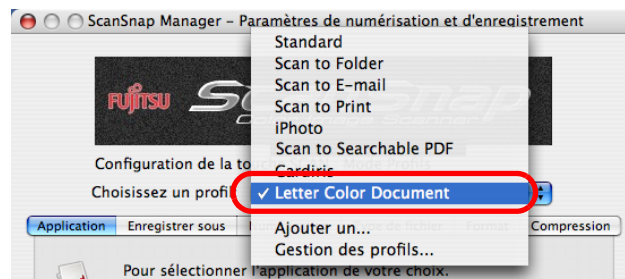 ScanSnap Manager – Paramètres de numérisation et d'enregistrement
Standard
Scan to Folder
FUJITSU
Scan to E-mail
Scan to Print
iPhoto
Scan to Searchable PDF
Configuration de la
Mode Profils
Cardiris
Choisissez un profil
✓ Letter Color Document
Application Enregistrer sous Compression
Ajouter un...
Gestion des profils...
Pour sélectionner l'application de votre choix.